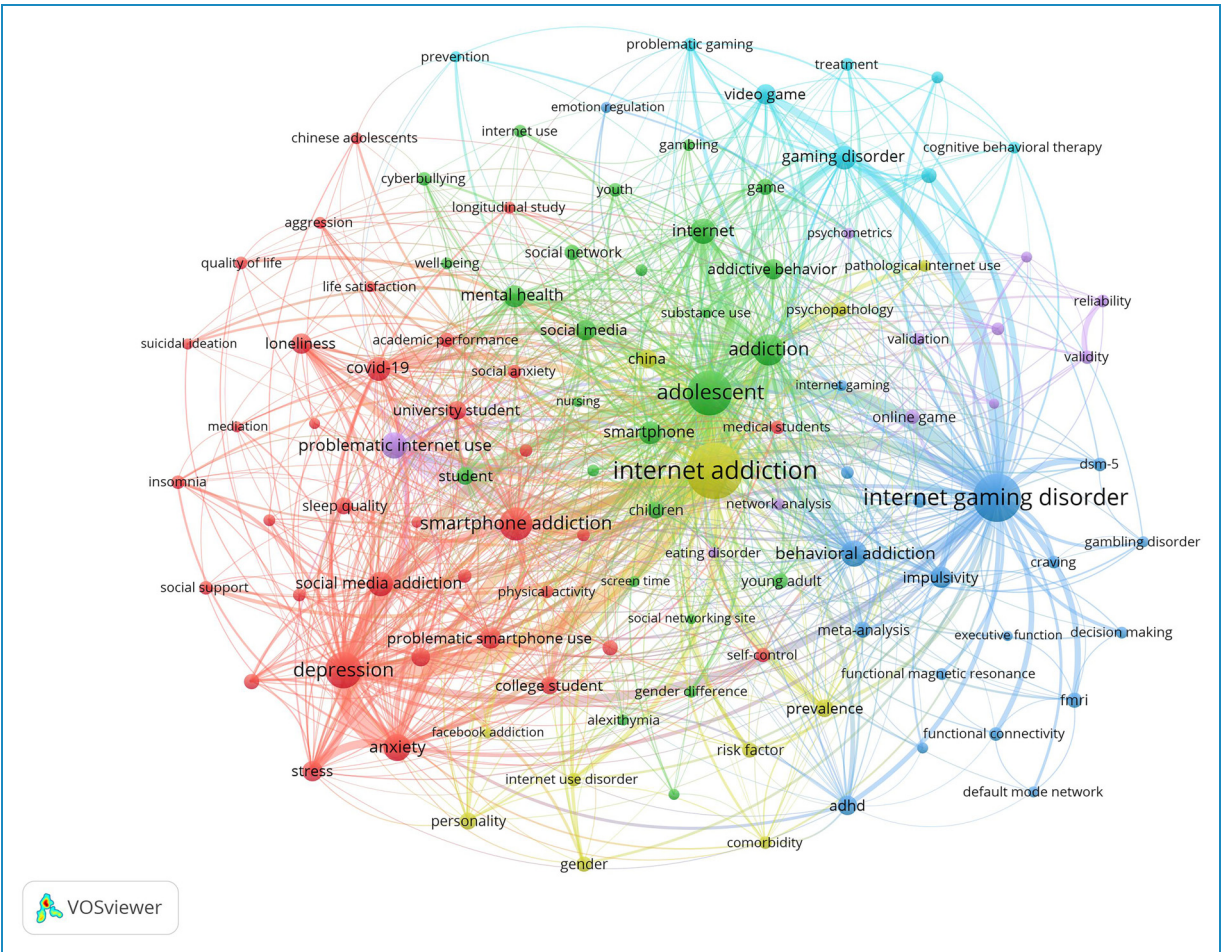 problematic gaming
prevention
treatment
video game
emotion regulation
internet use
chinese adolescents
gambling
cognitive behavioral therapy
gaming disorder
cyberbullying
youth
game
longitudinal study
aggression
internet
psychometrics
social network
quality of life
well-being
addictive behavior
pathological internet use
life satisfaction
mental health
reliability
substance use
psychopathology
social media
suicidal ideation
loneliness
academic performance
validation
addiction
validity
china
covid-19
social anxiety
internet gaming
adolescent
nursing
university student
online game
mediation
smartphone
medical students
problematic internet use
dsm-5
internet addiction
student
insomnia
internet gaming disorder
sleep quality
network analysis
children
smartphone addiction
gambling disorder
eating disorder
behavioral addiction
craving
impulsivity
social media addiction
screen time
young adult
social support
physical activity
social networking site
meta-analysis
executive function
decision making
problematic smartphone use
self-control
depression
functional magnetic resonance
college student
gender difference
fmri
prevalence
alexithymia
facebook addiction
functional connectivity
anxiety
risk factor
stress
internet use disorder
default mode network
adhd
personality
comorbidity
gender
VOSviewer